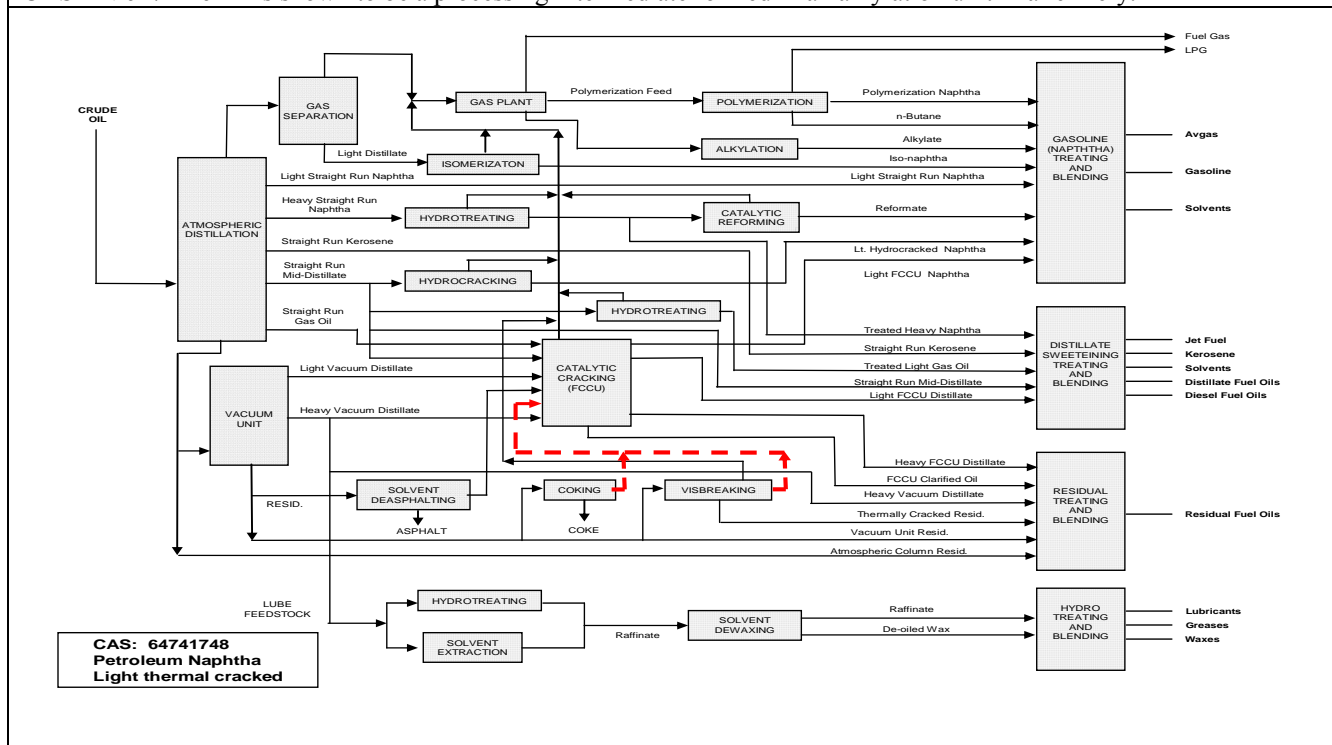 Fuel Gas
LPG
CRUDE
OIL
GAS
SEPARATION
GAS PLANT
Polymerization Feed
POLYMERIZATION
Polymerization Naphtha
n-Butane
ALKYLATION
Alkylate
Light Distillate
ISOMERIZATON
Iso-naphtha
Light Straight Run Naphtha
Light Straight Run Naphtha
GASOLINE
(NAPTHTHA)
TREATING
AND
BLENDING
Avgas
Gasoline
Solvents
ATMOSPHERIC
DISTILLATION
Heavy Straight Run
Naphtha
HYDROTREATING
CATALYTIC
REFORMING
Reformate
Straight Run Kerosene
Lt. Hydrocracked Naphtha
Straight Run
Mid-Distillate
HYDROCRACKING
Light FCCU Naphtha
Straight Run
Gas Oil
HYDROTREATING
Treated Heavy Naphtha
Straight Run Kerosene
Treated Light Gas Oil
Straight Run Mid-Distillate
Light FCCU Distillate
DISTILLATE
SWEETEINING
TREATING
AND
BLENDING
Jet Fuel
Kerosene
Solvents
Distillate Fuel Oils
Diesel Fuel Oils
CATALYTIC
CRACKING
(FCCU)
Light Vacuum Distillate
VACUUM
UNIT
Heavy Vacuum Distillate
Heavy FCCU Distillate
FCCU Clarified Oil
Heavy Vacuum Distillate
Thermally Cracked Resid.
Vacuum Unit Resid.
Atmospheric Column Resid.
RESIDUAL
TREATING
AND
BLENDING
Residual Fuel Oils
RESID.
SOLVENT
DEASPHALTING
ASPHALT
COKING
COKE
VISBREAKING
LUBE
FEEDSTOCK
HYDROTREATING
SOLVENT
EXTRACTION
Raffinate
SOLVENT
DEWAXING
Raffinate
De-oiled Wax
HYDRO
TREATING
AND
BLENDING
Lubricants
Greases
Waxes
CAS: 64741748
Petroleum Naphtha
Light thermal cracked